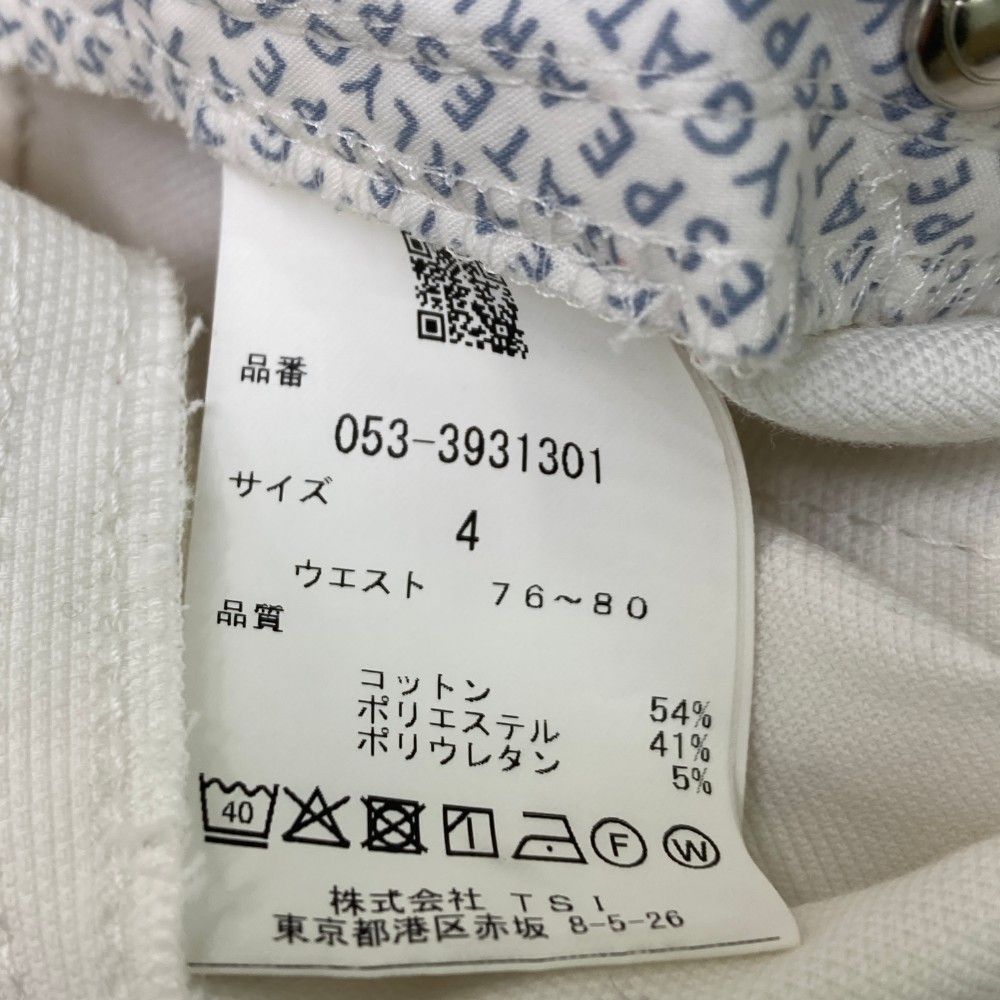 品番
053-3931301
サイズ
4
ウエスト 76~80
品質
コットン 54%
ポリエステル 41%
ポリウレタン 5%
40
F
W
株式会社 TSI
東京都港区赤坂 8-5-26